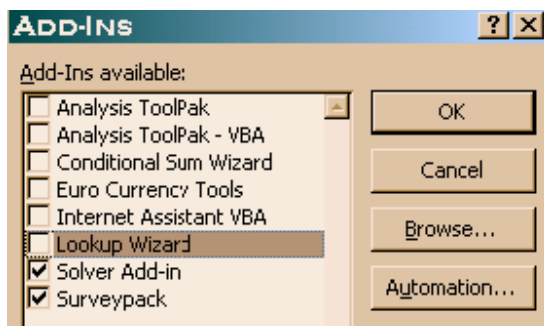 ADD-INS
Add-Ins available:
Analysis ToolPak
Analysis ToolPak - VBA
Conditional Sum Wizard
Euro Currency Tools
Internet Assistant VBA
Lookup Wizard
Solver Add-in
Surveypack
OK
Cancel
Browse...
Automation...